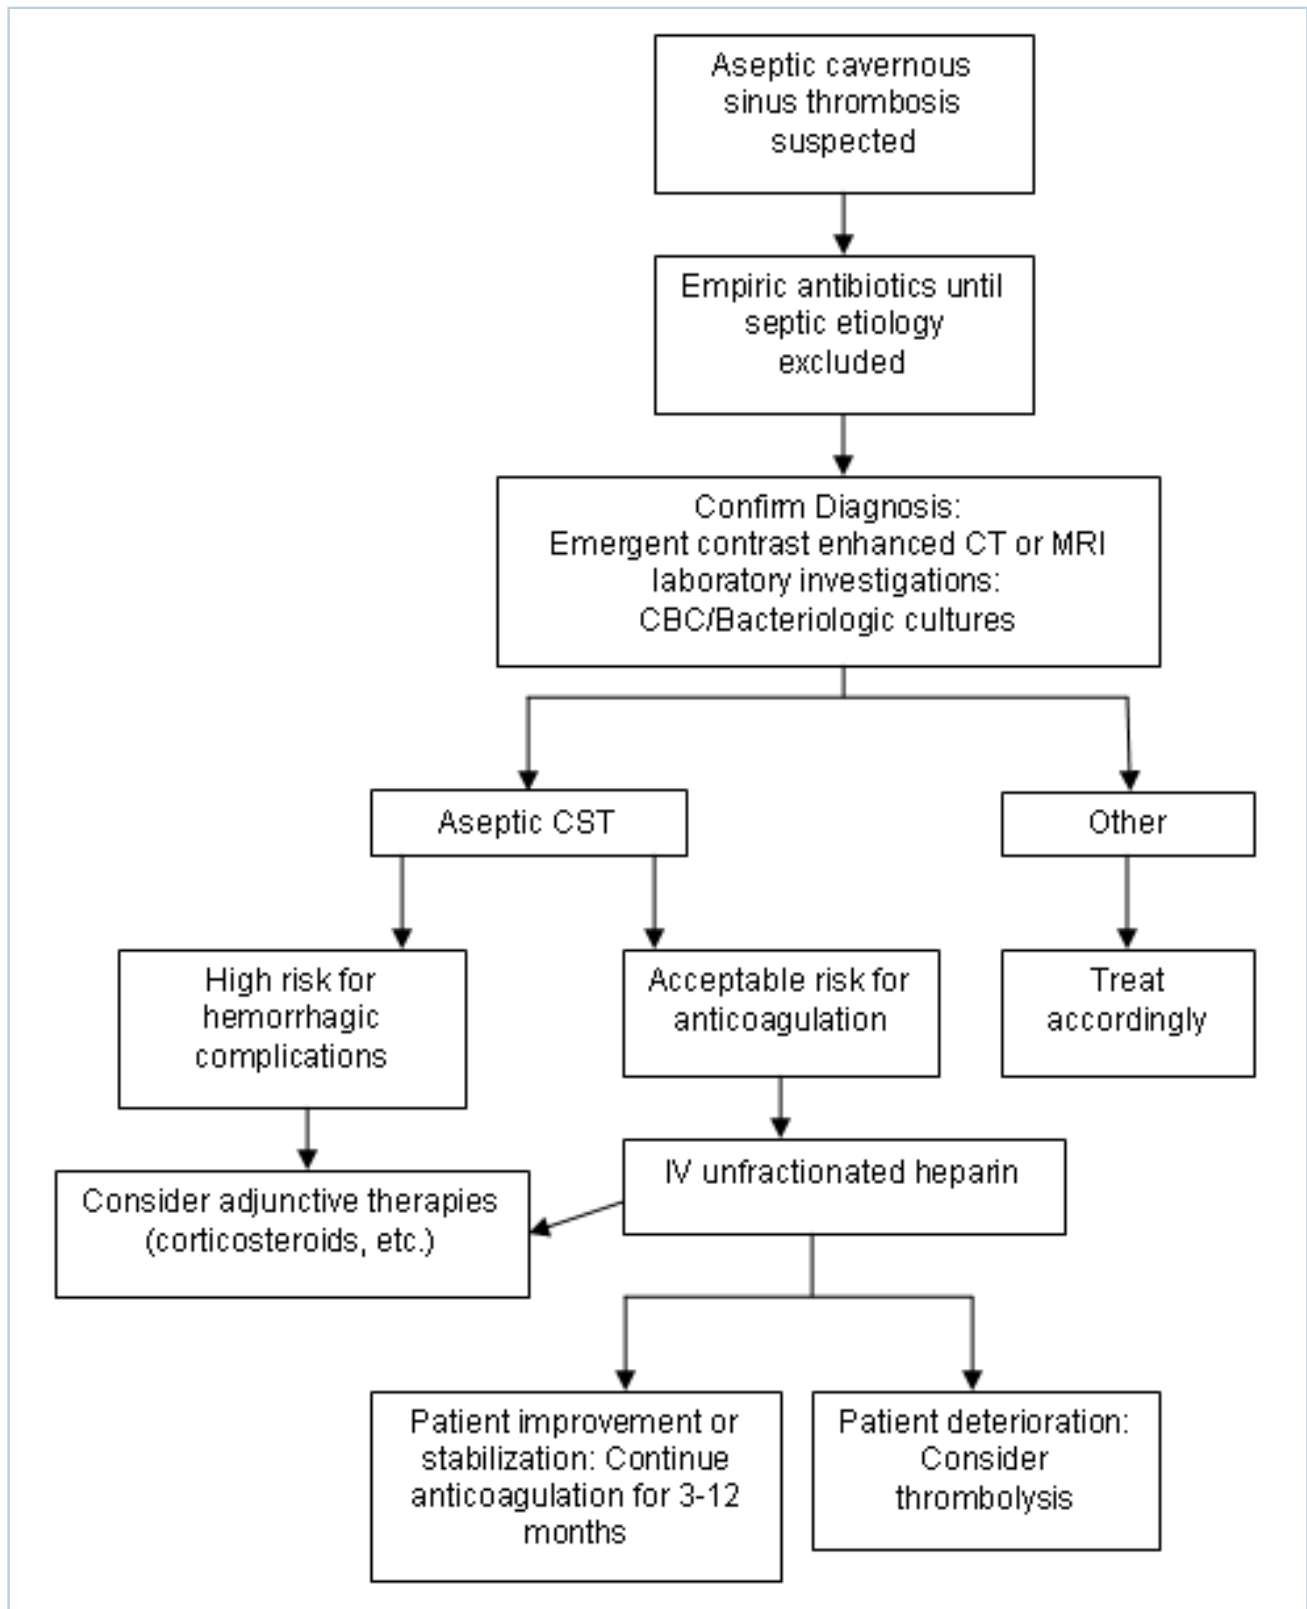 Aseptic cavernous
sinus thrombosis
suspected
Empiric antibiotics until
septic etiology
excluded
Confirm Diagnosis:
Emergent contrast enhanced CT or MRI
laboratory investigations:
CBC/Bacteriologic cultures
Aseptic CST
Other
High risk for
hemorrhagic
complications
Acceptable risk for
anticoagulation
Treat
accordingly
IV unfractionated heparin
Consider adjunctive therapies
(corticosteroids, etc.)
Patient improvement or
stabilization: Continue
anticoagulation for 3-12
months
Patient deterioration:
Consider
thrombolysis